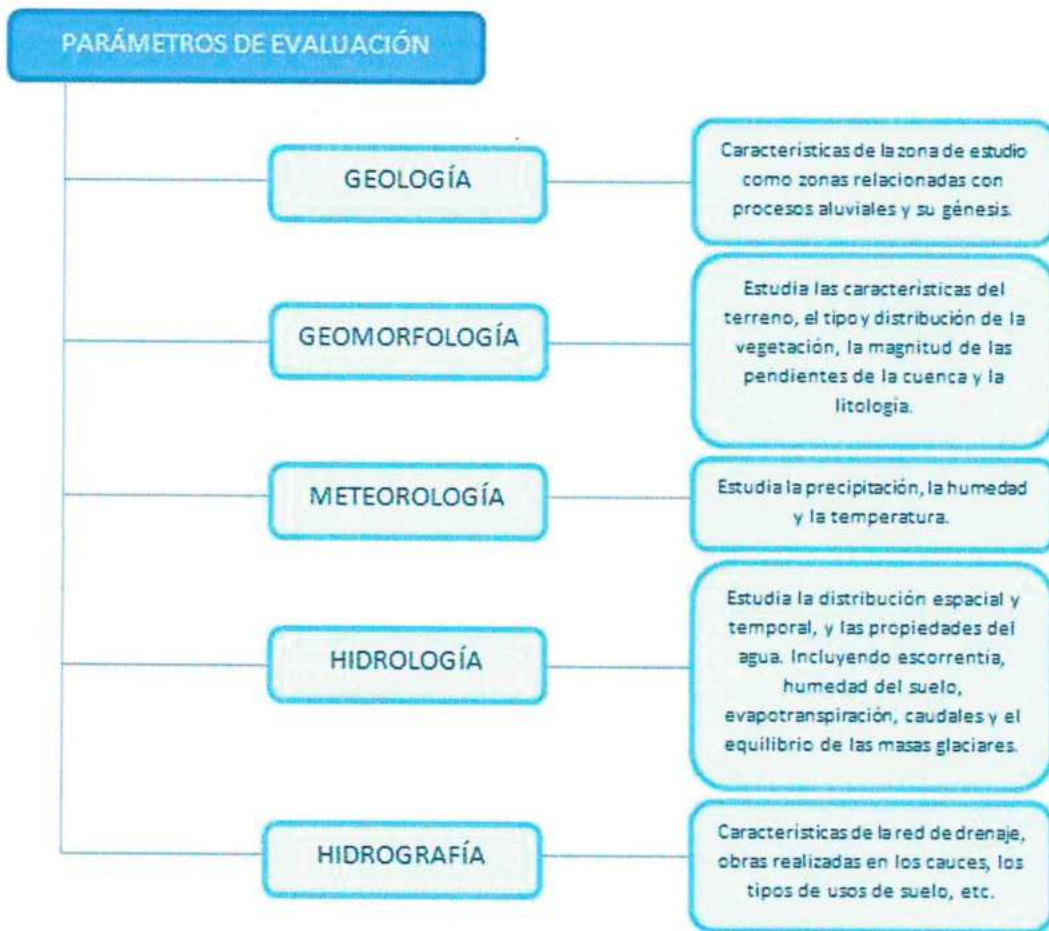 PARÁMETROS DE EVALUACIÓN
GEOLOGÍA
Características de la zona de estudio
como zonas relacionadas con
procesos aluviales y su génesis.
GEOMORFOLOGÍA
Estudia las características del
terreno, el tipo y distribución de la
vegetación, la magnitud de las
pendientes de la cuenca y la
litología.
METEOROLOGÍA
Estudia la precipitación, la humedad
y la temperatura.
HIDROLOGÍA
Estudia la distribución espacial y
temporal, y las propiedades del
agua. Incluyendo escorrentía,
humedad del suelo,
evapotranspiración, caudales y el
equilibrio de las masas glaciares.
HIDROGRAFÍA
Características de la red de drenaje,
obras realizadas en los cauces, los
tipos de usos de suelo, etc.